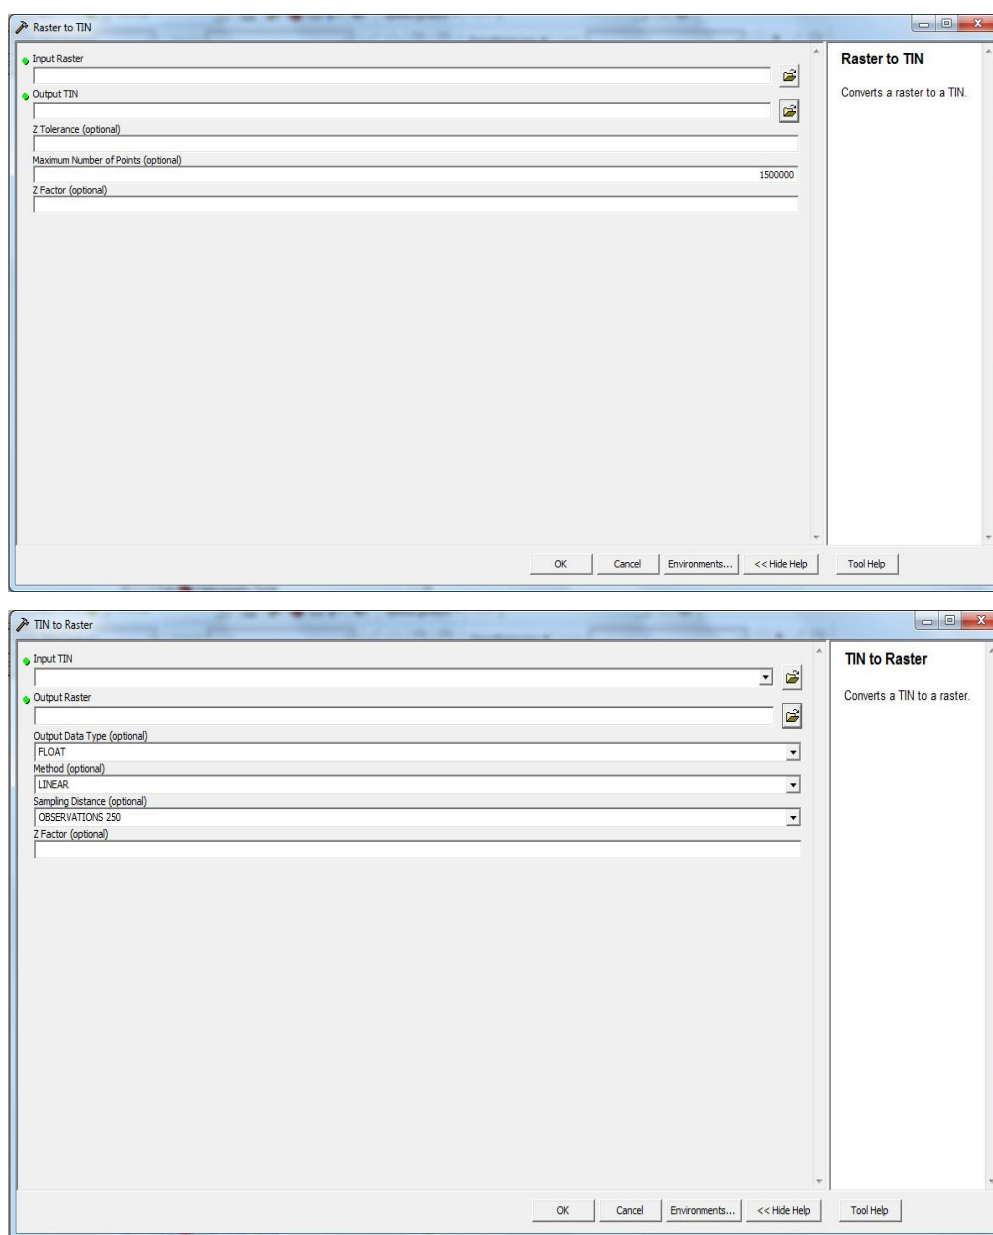 Raster to TIN
Input Raster
Output TIN
Z Tolerance (optional)
Maximum Number of Points (optional)
1500000
Z Factor (optional)
OK Cancel Environments... << Hide Help Tool Help
Raster to TIN
Converts a raster to a TIN.
TIN to Raster
Input TIN
Output Raster
Output Data Type (optional)
FLOAT
Method (optional)
LINEAR
Sampling Distance (optional)
OBSERVATIONS 250
Z Factor (optional)
OK Cancel Environments... << Hide Help Tool Help
TIN to Raster
Converts a TIN to a raster.